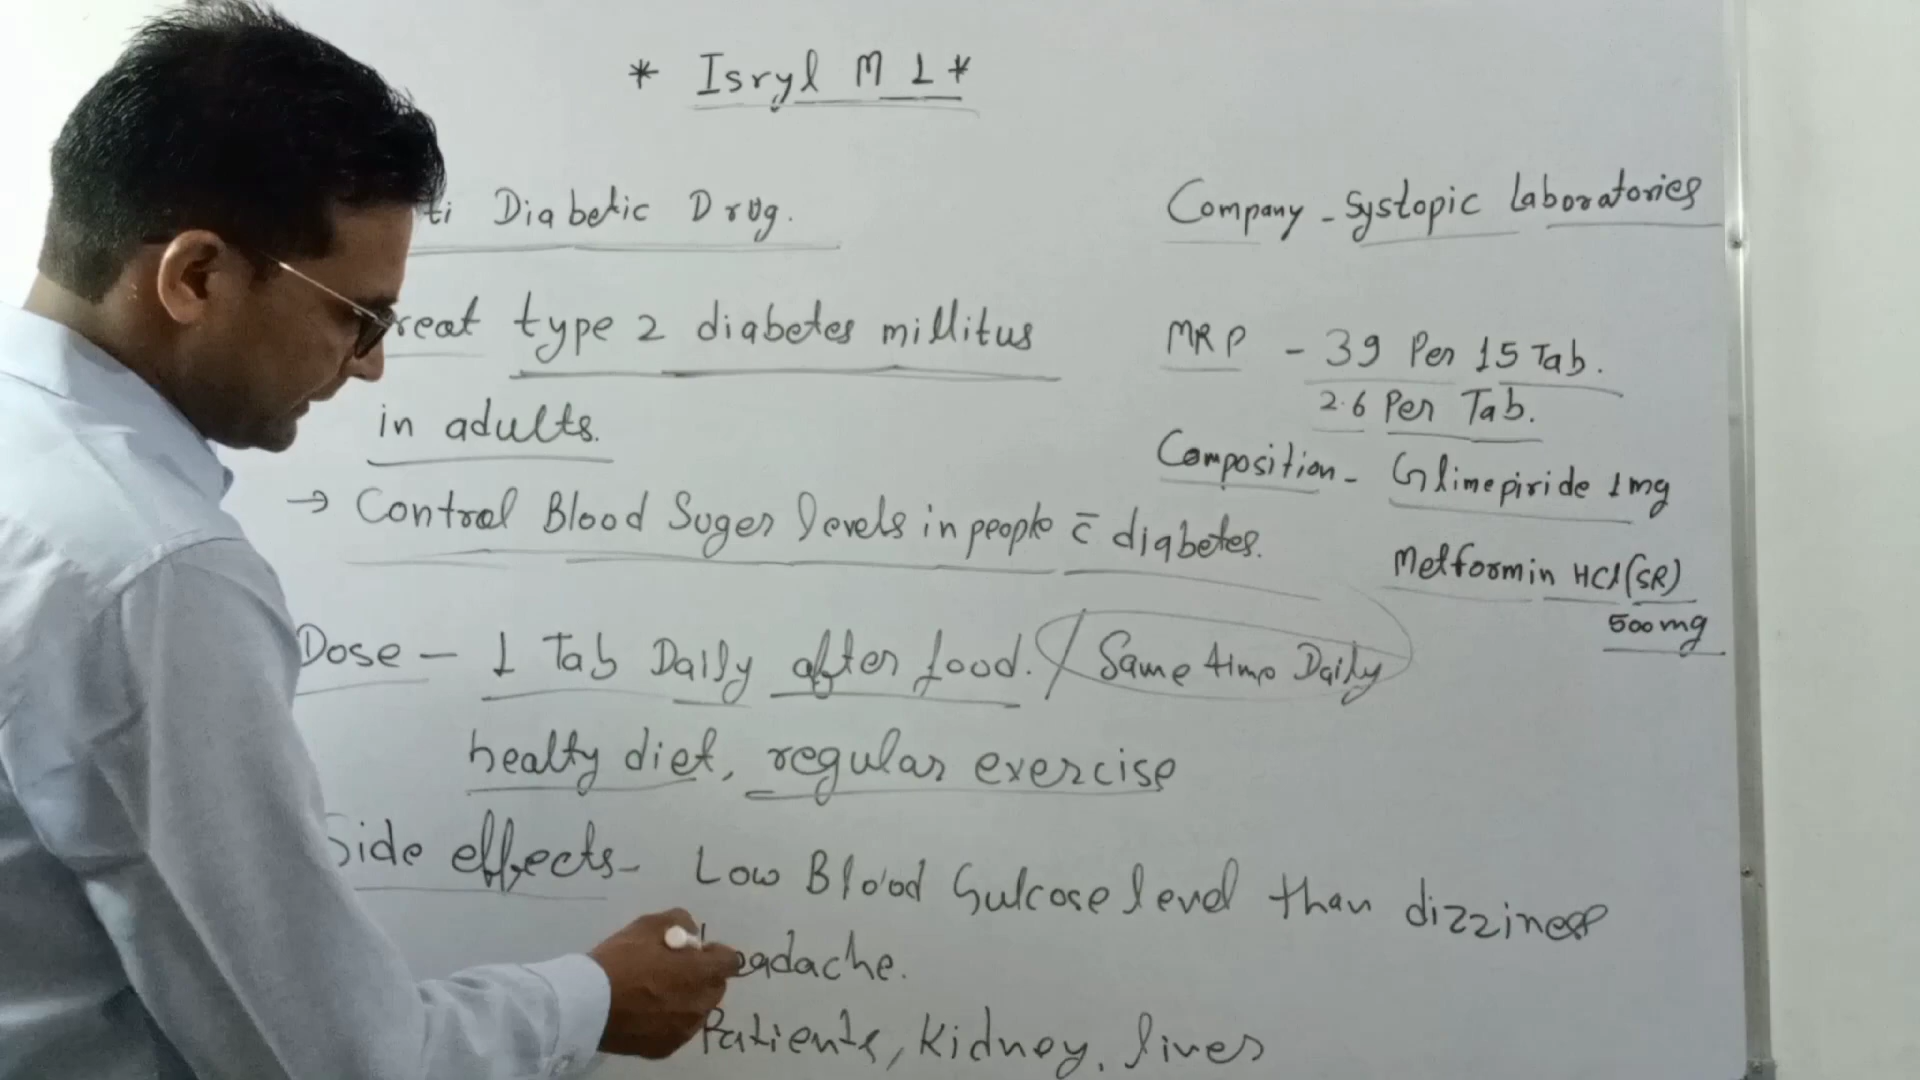 * Isryl M 1 *
ti Diabetic Drug.
reat type 2 diabetes millitus
in adults.
→ Control Blood Suger levels in people c̄ diabetes.
Dose – 1 Tab Daily after food. / Same time Daily
healty diet, regular exercise
Side effects – Low Blood Gulcose level than dizziness
headache.
Patients, Kidney, liver
Company – Systopic Laboratories
MRP – 39 Per 15 Tab.
2.6 Per Tab.
Composition – Glimepiride 1mg
Metformin HCl (SR)
500mg